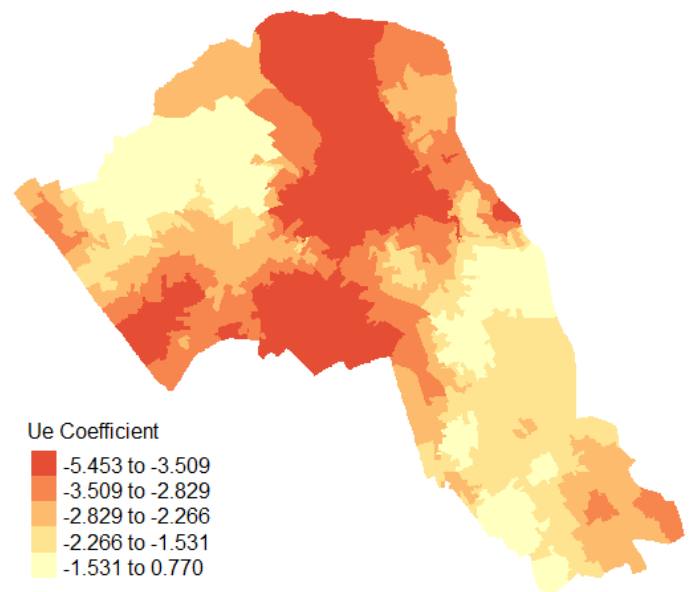 Ue Coefficient
-5.453 to -3.509
-3.509 to -2.829
-2.829 to -2.266
-2.266 to -1.531
-1.531 to 0.770